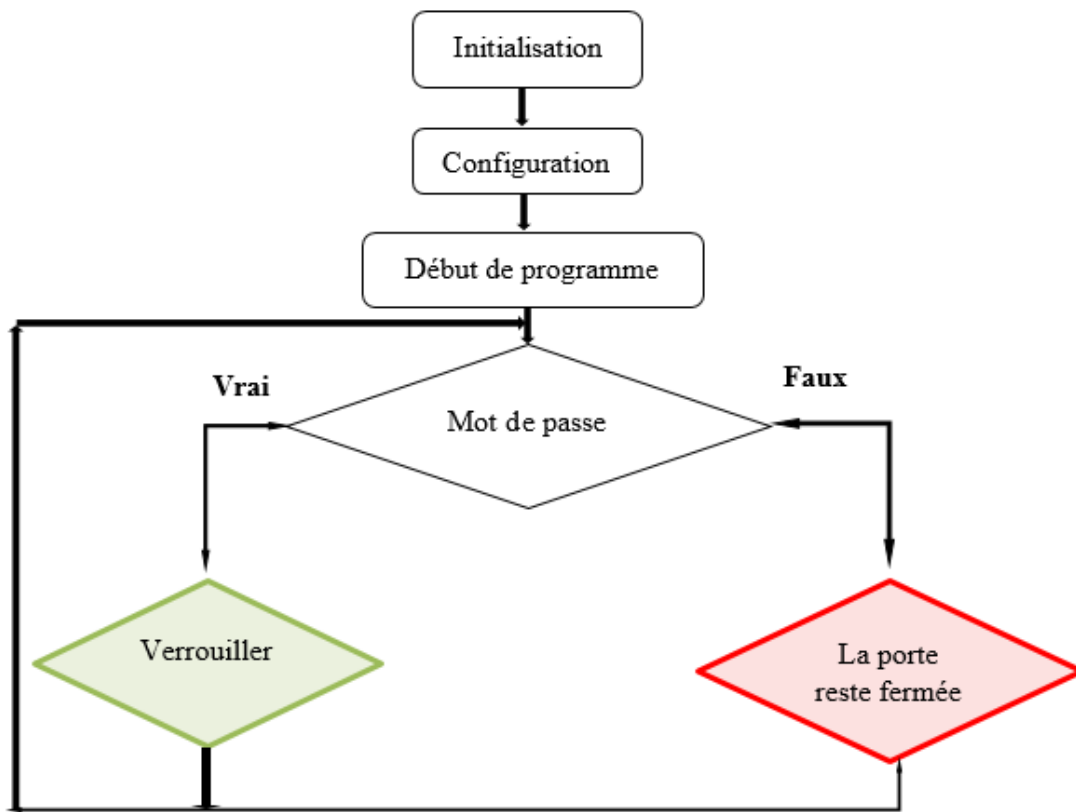 Initialisation
Configuration
Début de programme
Vrai
Faux
Mot de passe
Verrouiller
La porte
reste fermée